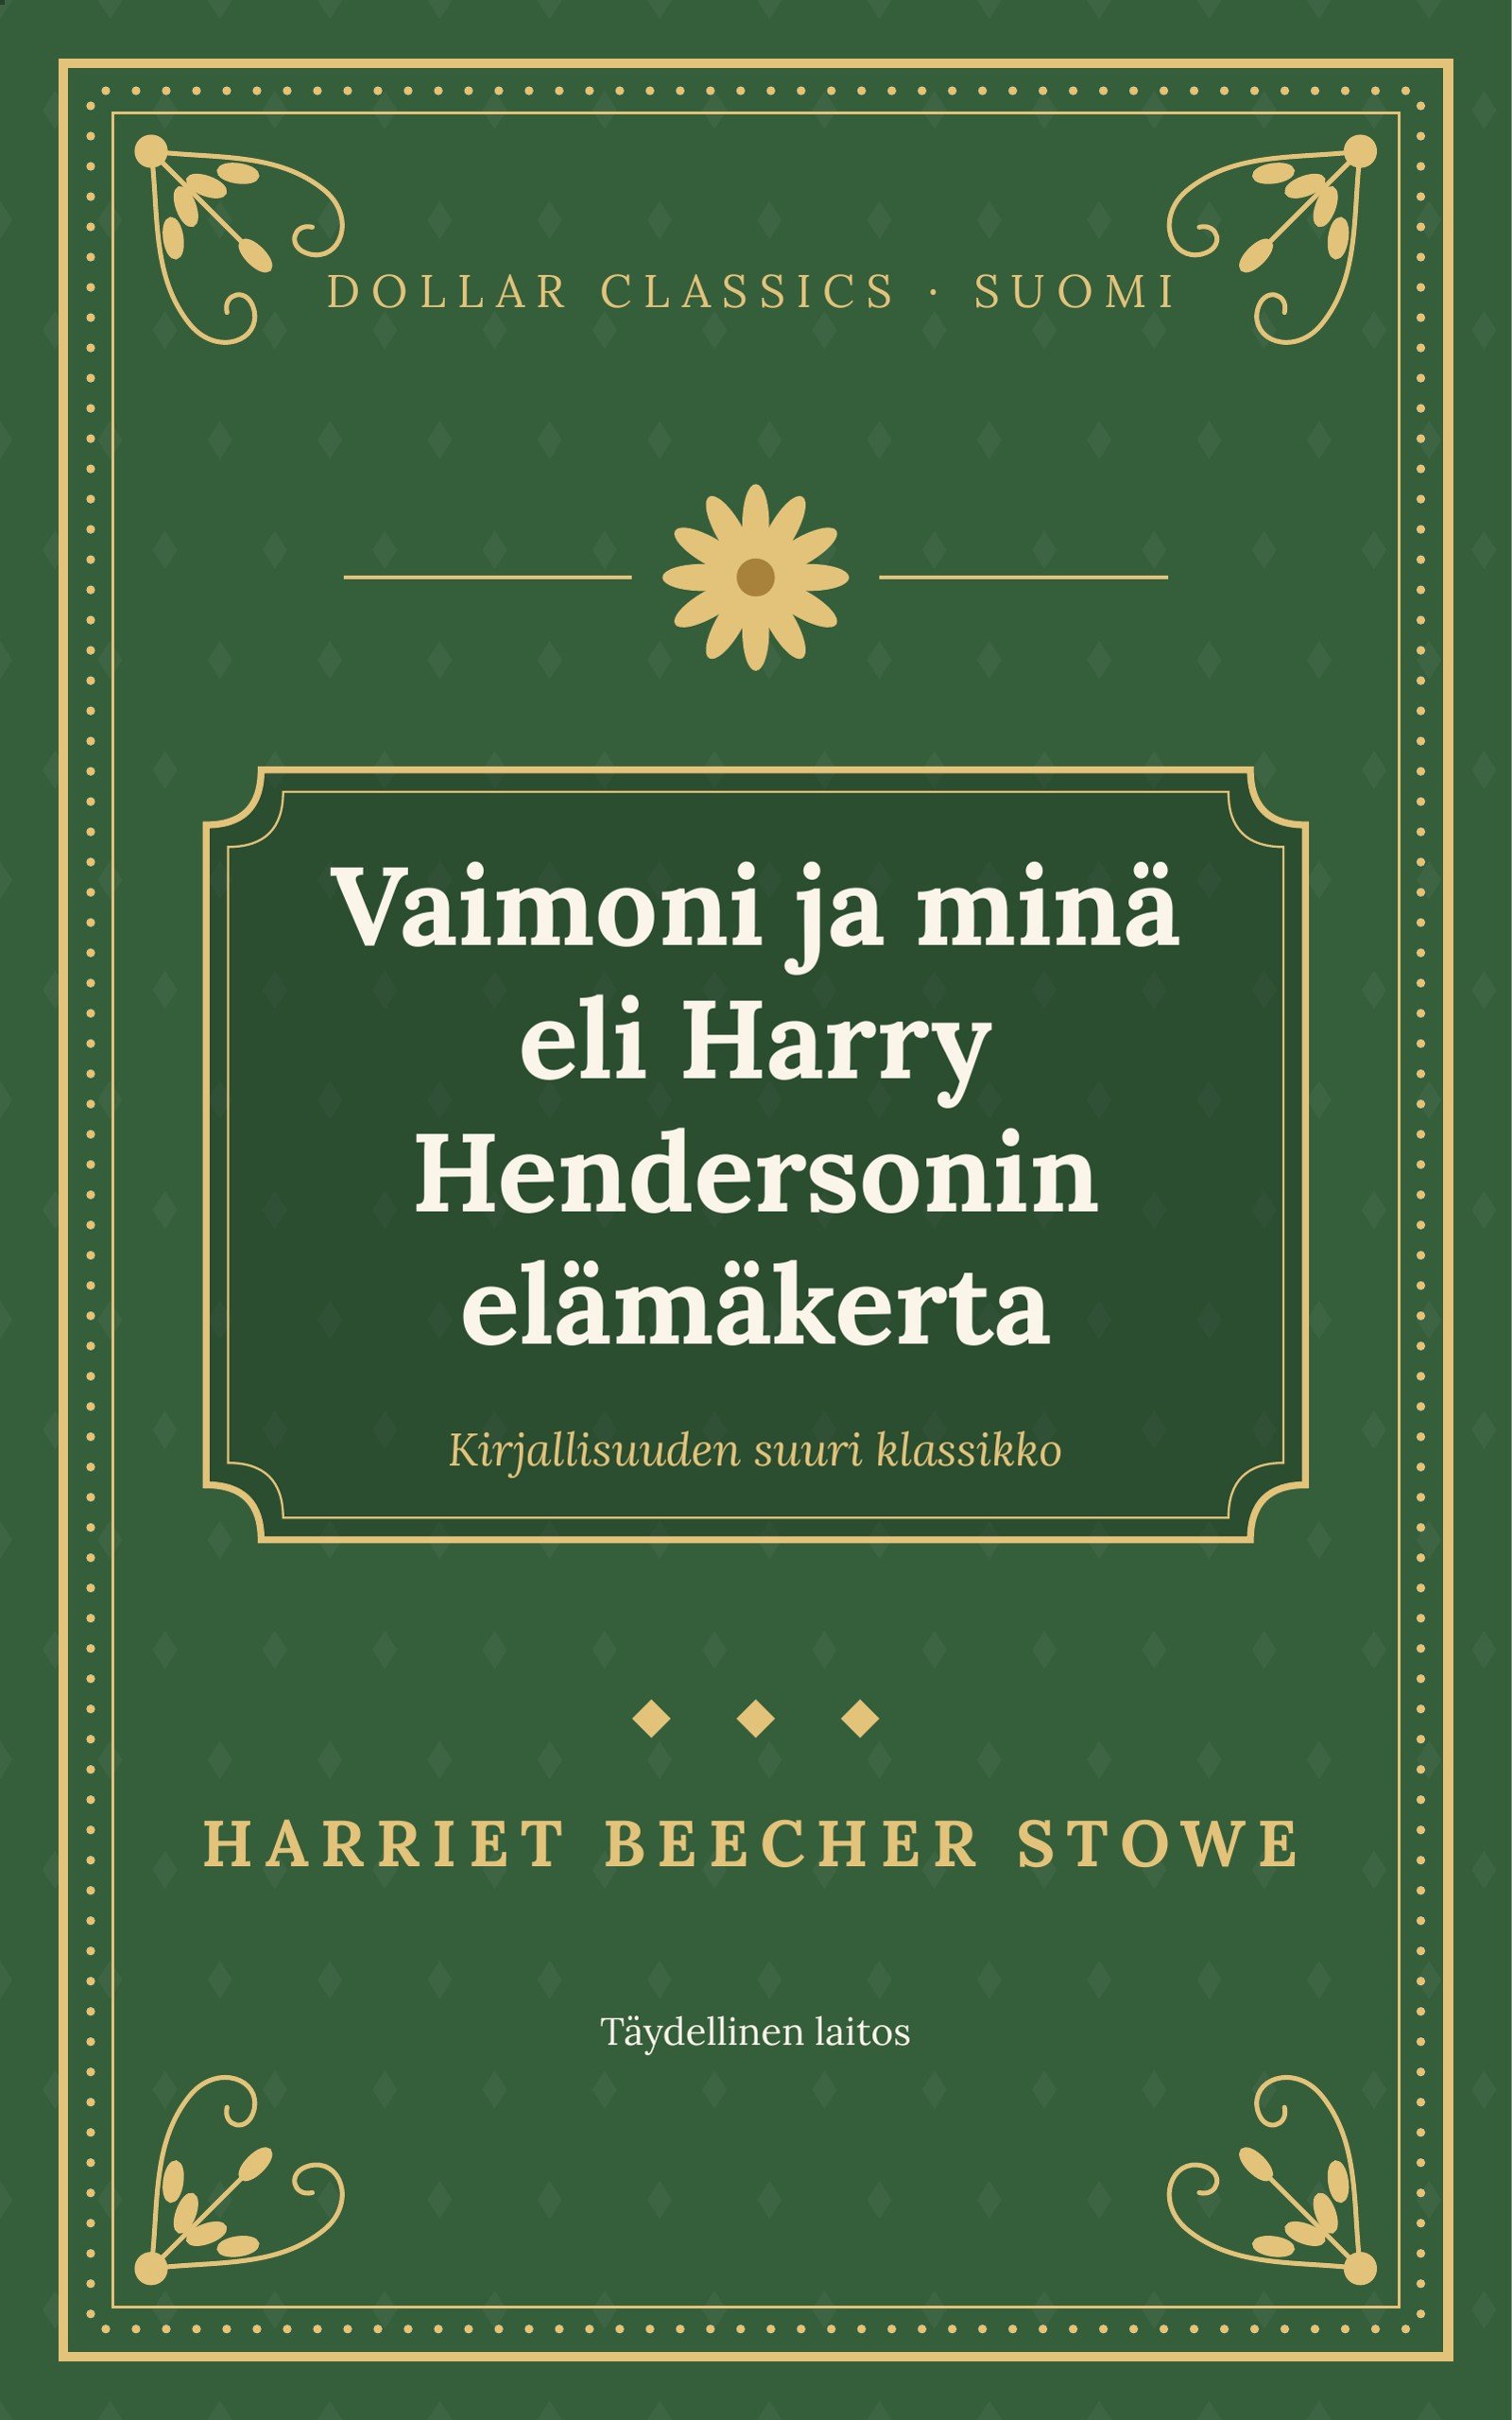 DOLLAR CLASSICS · SUOMI
Vaimoni ja minä
eli Harry
Hendersonin
elämäkerta
Kirjallisuuden suuri klassikko
HARRIET BEECHER STOWE
Täydellinen laitos